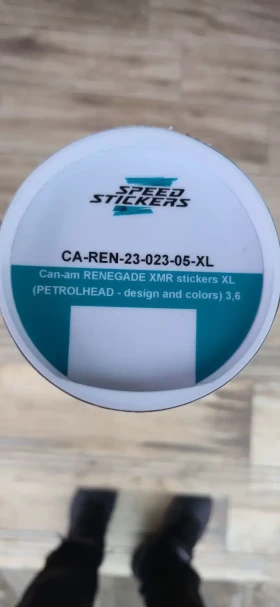 SPEED
STICKERS
CA-REN-23-023-05-XL
Can-am RENEGADE XMR stickers XL
(PETROLHEAD - design and colors) 3,6